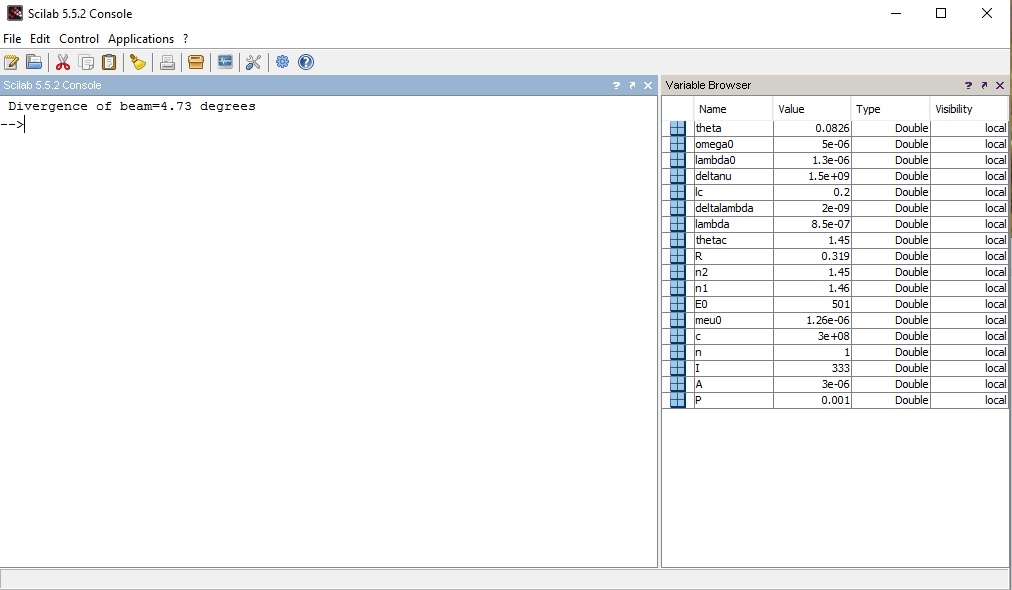 Scilab 5.5.2 Console
File Edit Control Applications ?
Scilab 5.5.2 Console ?
Divergence of beam=4.73 degrees
-->
Variable Browser ?
Name Value Type Visibility
theta 0.0826 Double local
omega0 5e-06 Double local
lambda0 1.3e-06 Double local
deltanu 1.5e+09 Double local
lc 0.2 Double local
deltalambda 2e-09 Double local
lambda 8.5e-07 Double local
thetac 1.45 Double local
R 0.319 Double local
n2 1.45 Double local
n1 1.46 Double local
E0 501 Double local
meu0 1.26e-06 Double local
c 3e+08 Double local
n 1 Double local
I 333 Double local
A 3e-06 Double local
P 0.001 Double local